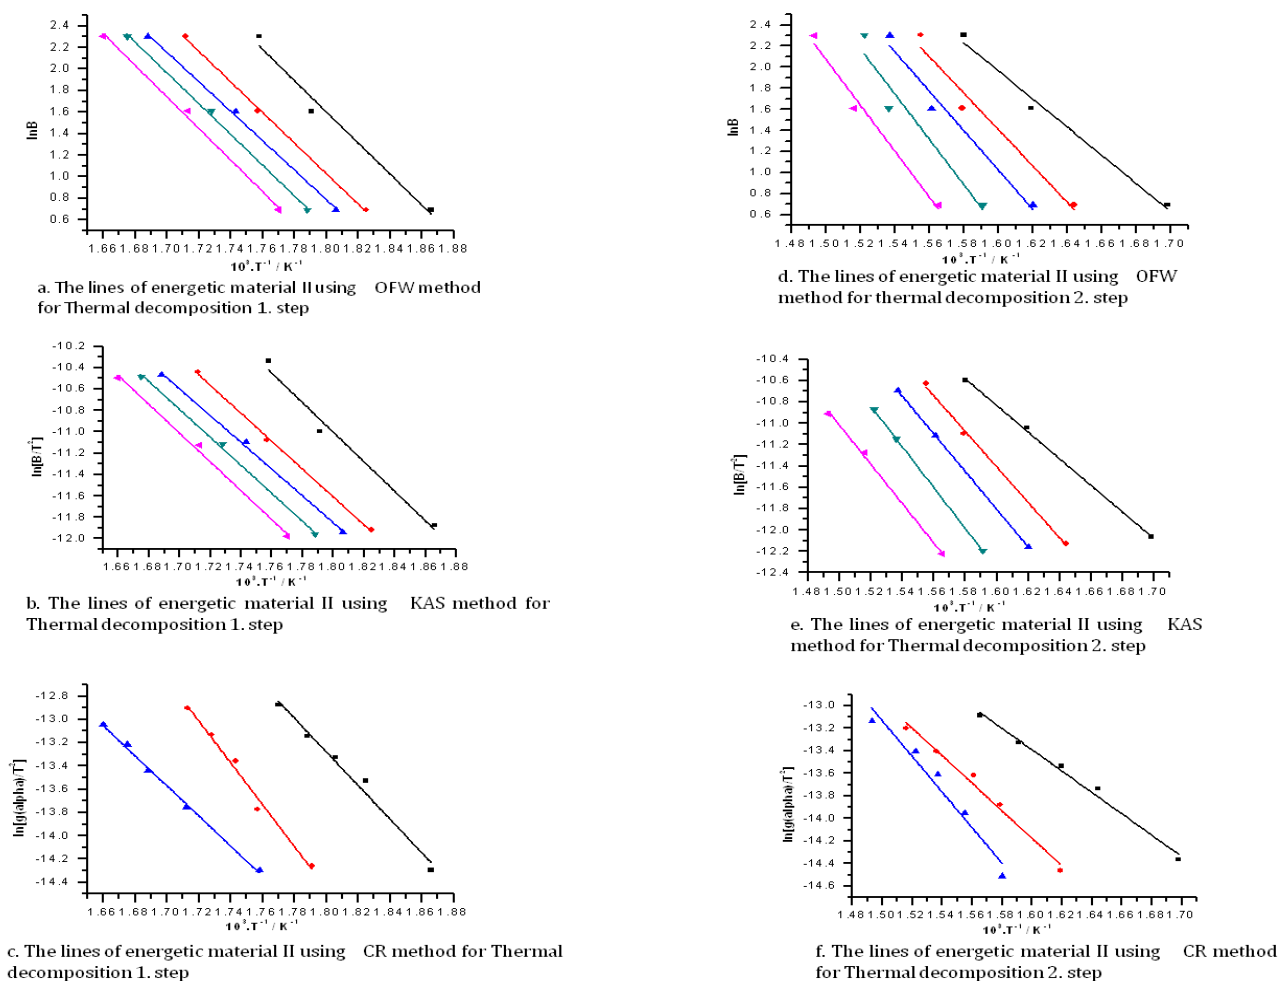 2.4
2.2
2.0
1.8
1.6
1.4
1.2
1.0
0.8
0.6
lnB
1.66 1.68 1.70 1.72 1.74 1.76 1.78 1.80 1.82 1.84 1.86 1.88
10³.T⁻¹ / K⁻¹
a. The lines of energetic material II using OFW method
for Thermal decomposition 1. step
2.4
2.2
2.0
1.8
1.6
1.4
1.2
1.0
0.8
0.6
lnB
1.48 1.50 1.52 1.54 1.56 1.58 1.60 1.62 1.64 1.66 1.68 1.70
10³.T⁻¹ / K⁻¹
d. The lines of energetic material II using OFW
method for thermal decomposition 2. step
-10.2
-10.4
-10.6
-10.8
-11.0
-11.2
-11.4
-11.6
-11.8
-12.0
ln[B/T²]
1.66 1.68 1.70 1.72 1.74 1.76 1.78 1.80 1.82 1.84 1.86 1.88
10³.T⁻¹ / K⁻¹
b. The lines of energetic material II using KAS method for
Thermal decomposition 1. step
-10.4
-10.6
-10.8
-11.0
-11.2
-11.4
-11.6
-11.8
-12.0
-12.2
-12.4
ln[B/T²]
1.48 1.50 1.52 1.54 1.56 1.58 1.60 1.62 1.64 1.66 1.68 1.70
10³.T⁻¹ / K⁻¹
e. The lines of energetic material II using KAS
method for Thermal decomposition 2. step
-12.8
-13.0
-13.2
-13.4
-13.6
-13.8
-14.0
-14.2
-14.4
ln[g(alpha)/T²]
1.66 1.68 1.70 1.72 1.74 1.76 1.78 1.80 1.82 1.84 1.86 1.88
10³.T⁻¹ / K⁻¹
c. The lines of energetic material II using CR method for Thermal
decomposition 1. step
-13.0
-13.2
-13.4
-13.6
-13.8
-14.0
-14.2
-14.4
-14.6
ln[g(alpha)/T²]
1.48 1.50 1.52 1.54 1.56 1.58 1.60 1.62 1.64 1.66 1.68 1.70
10³.T⁻¹ / K⁻¹
f. The lines of energetic material II using CR method
for Thermal decomposition 2. step